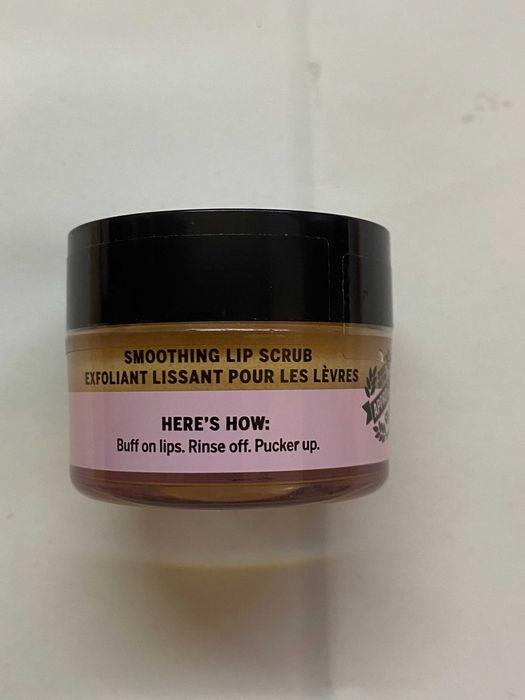 SMOOTHING LIP SCRUB
EXFOLIANT LISSANT POUR LES LÈVRES
HERE'S HOW:
Buff on lips. Rinse off. Pucker up.